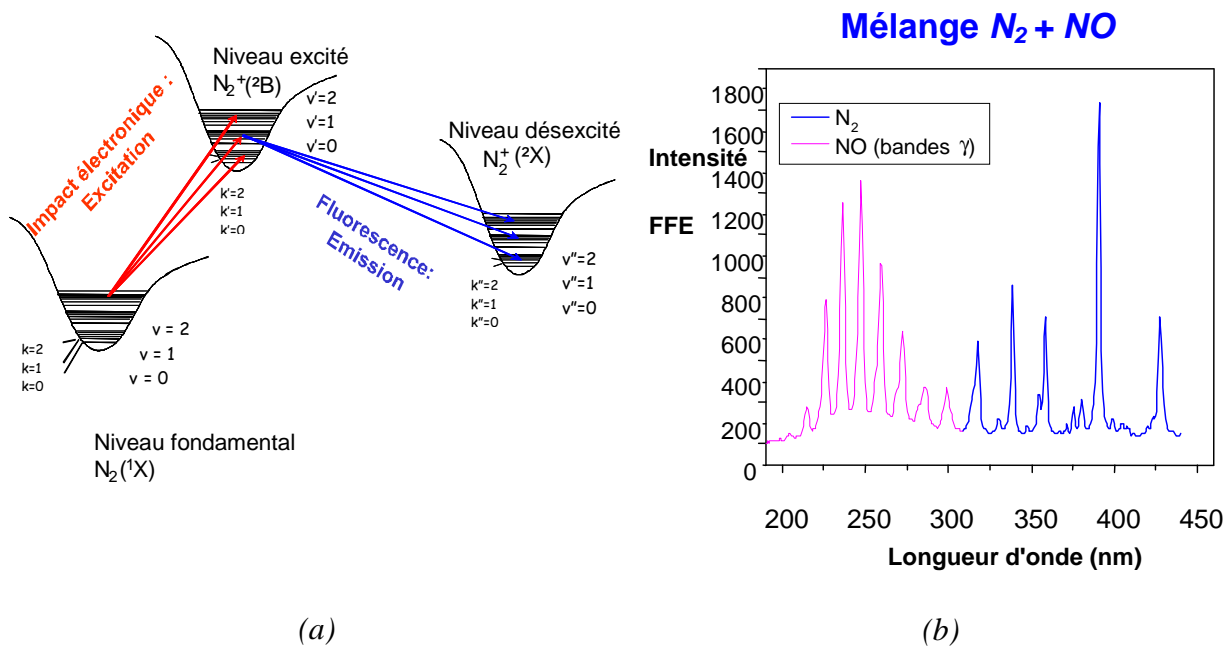 Niveau excité
N2+(²B)
v'=2
v'=1
v'=0
k'=2
k'=1
k'=0
Impact électronique :
Excitation
Niveau désexcité
N2+(²X)
Fluorescence:
Emission
k"=2
k"=1
k"=0
v"=2
v"=1
v"=0
k=2
k=1
k=0
v = 2
v = 1
v = 0
Niveau fondamental
N2(¹X)
(a)
Mélange N2 + NO
1800
1600
Intensité
1400
1200
FFE
1000
800
600
400
200
0
N2
NO (bandes γ)
200 250 300 350 400 450
Longueur d'onde (nm)
(b)